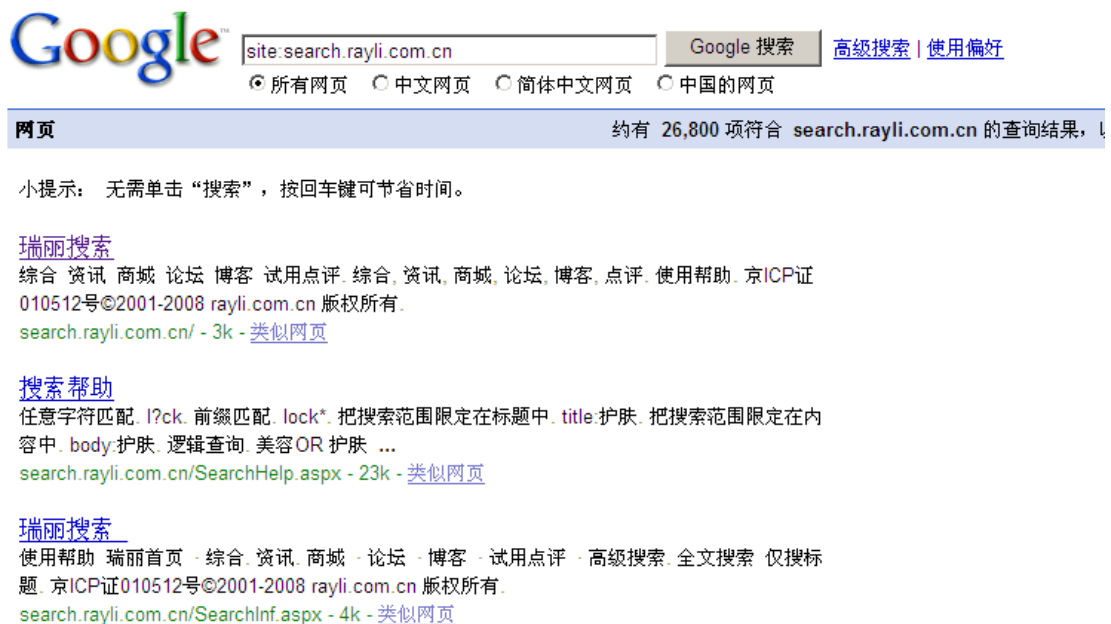 Google™
site:search.rayli.com.cn Google 搜索 高级搜索 | 使用偏好
所有网页 中文网页 简体中文网页 中国的网页
网页 约有 26,800 项符合 search.rayli.com.cn 的查询结果，
小提示： 无需单击“搜索”，按回车键可节省时间。
瑞丽搜索
综合 资讯 商城 论坛 博客 试用点评. 综合, 资讯, 商城, 论坛, 博客, 点评. 使用帮助. 京ICP证
010512号©2001-2008 rayli.com.cn 版权所有.
search.rayli.com.cn/ - 3k - 类似网页
搜索帮助
任意字符匹配. l?ck. 前缀匹配. lock*. 把搜索范围限定在标题中. title:护肤. 把搜索范围限定在内
容中. body:护肤. 逻辑查询. 美容OR 护肤 ...
search.rayli.com.cn/SearchHelp.aspx - 23k - 类似网页
瑞丽搜索
使用帮助 瑞丽首页 · 综合. 资讯. 商城 · 论坛 · 博客 · 试用点评 · 高级搜索. 全文搜索 仅搜标
题. 京ICP证010512号©2001-2008 rayli.com.cn 版权所有.
search.rayli.com.cn/SearchInf.aspx - 4k - 类似网页